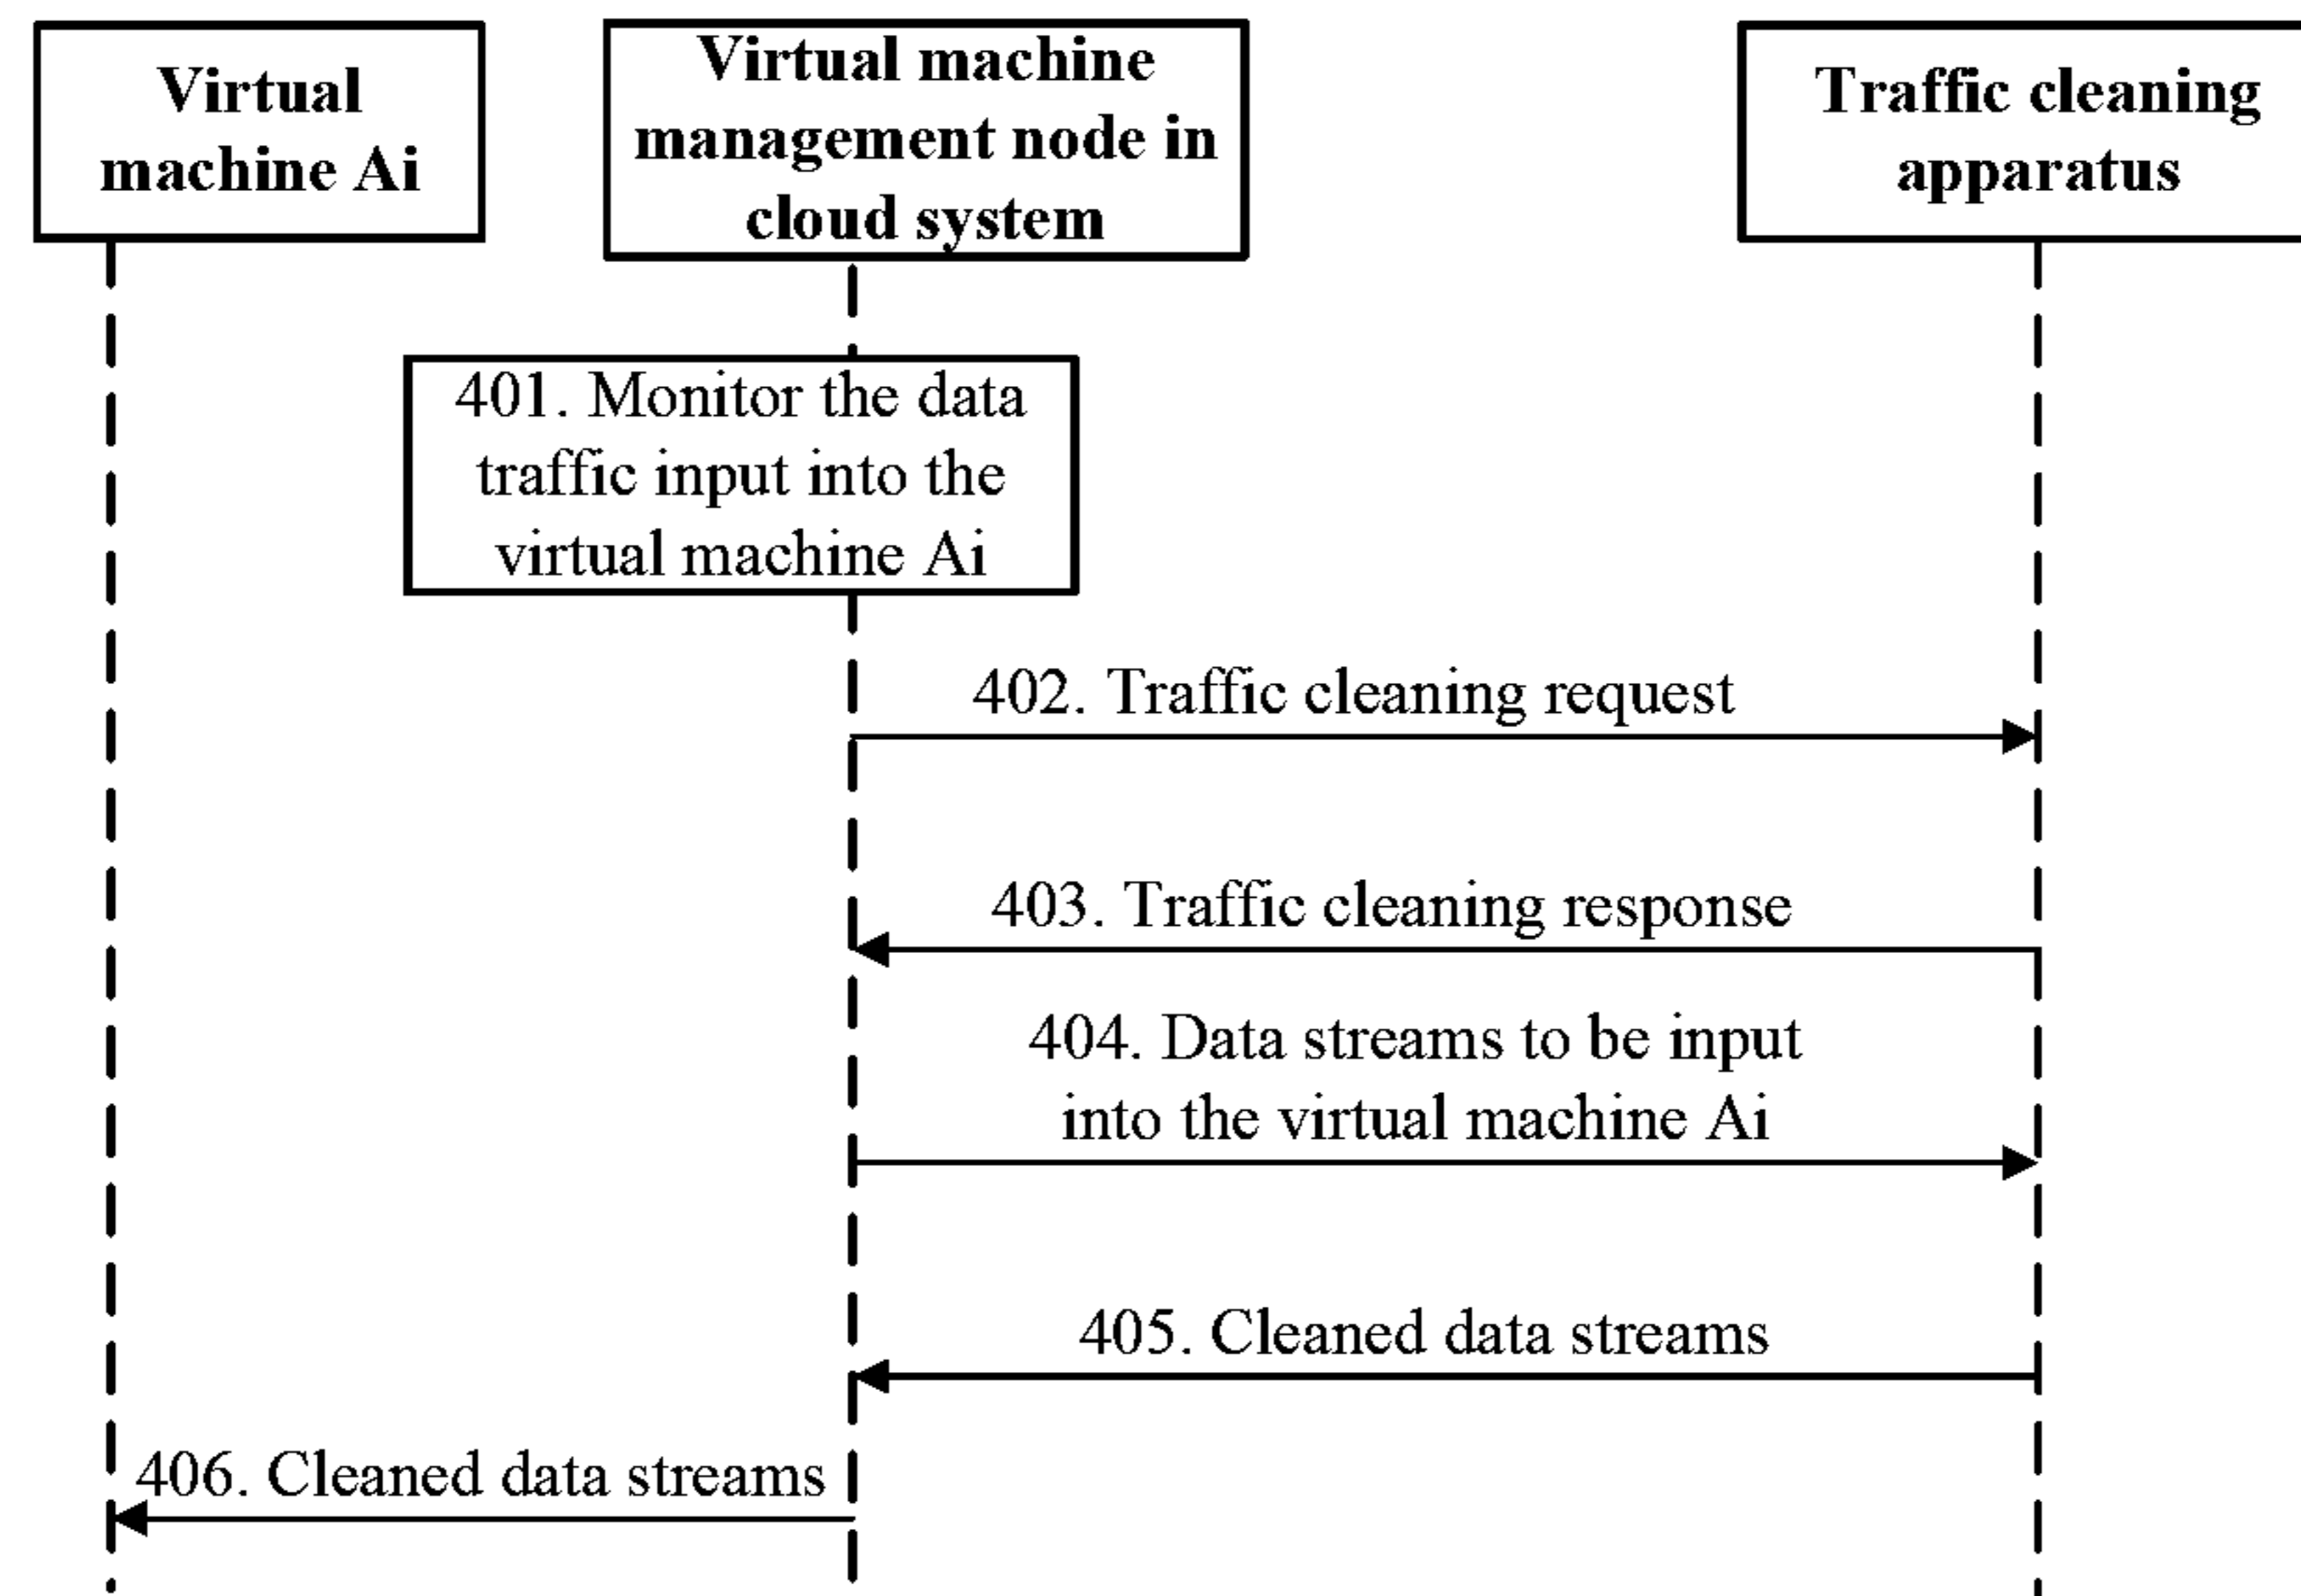 Virtual
machine Ai
Virtual machine
management node in
cloud system
Traffic cleaning
apparatus
401. Monitor the data
traffic input into the
virtual machine Ai
402. Traffic cleaning request
403. Traffic cleaning response
404. Data streams to be input
into the virtual machine Ai
405. Cleaned data streams
406. Cleaned data streams